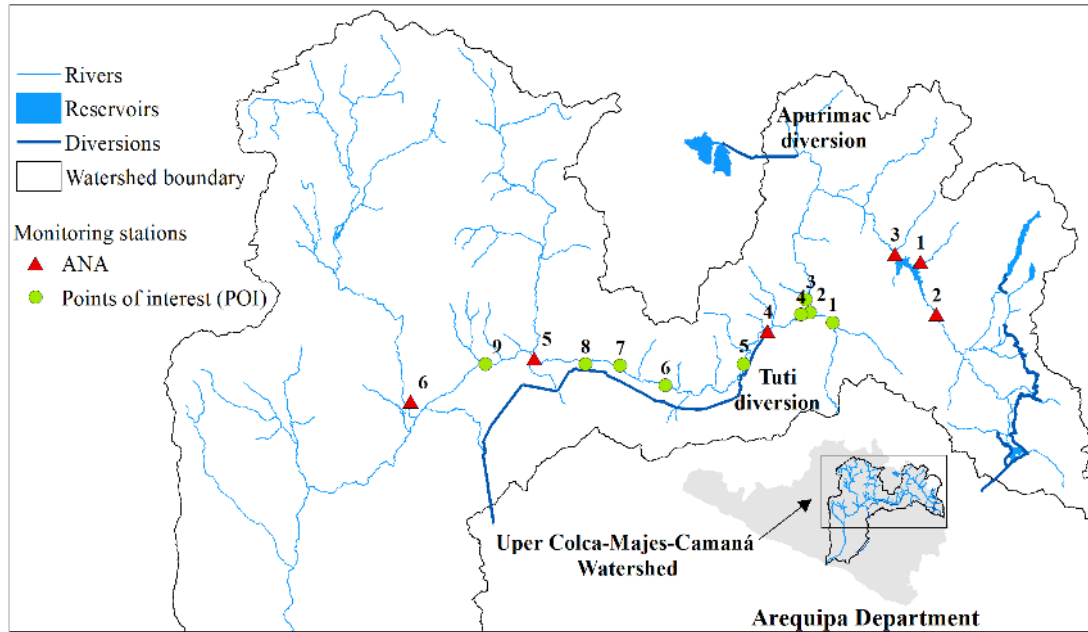 Rivers
Reservoirs
Diversions
Watershed boundary
Monitoring stations
ANA
Points of interest (POI)
Apurimac
diversion
3
1
2
3
2
4
1
4
5
Tuti
diversion
5
8
7
9
6
6
Uper Colca-Majes-Camaná
Watershed
Arequipa Department